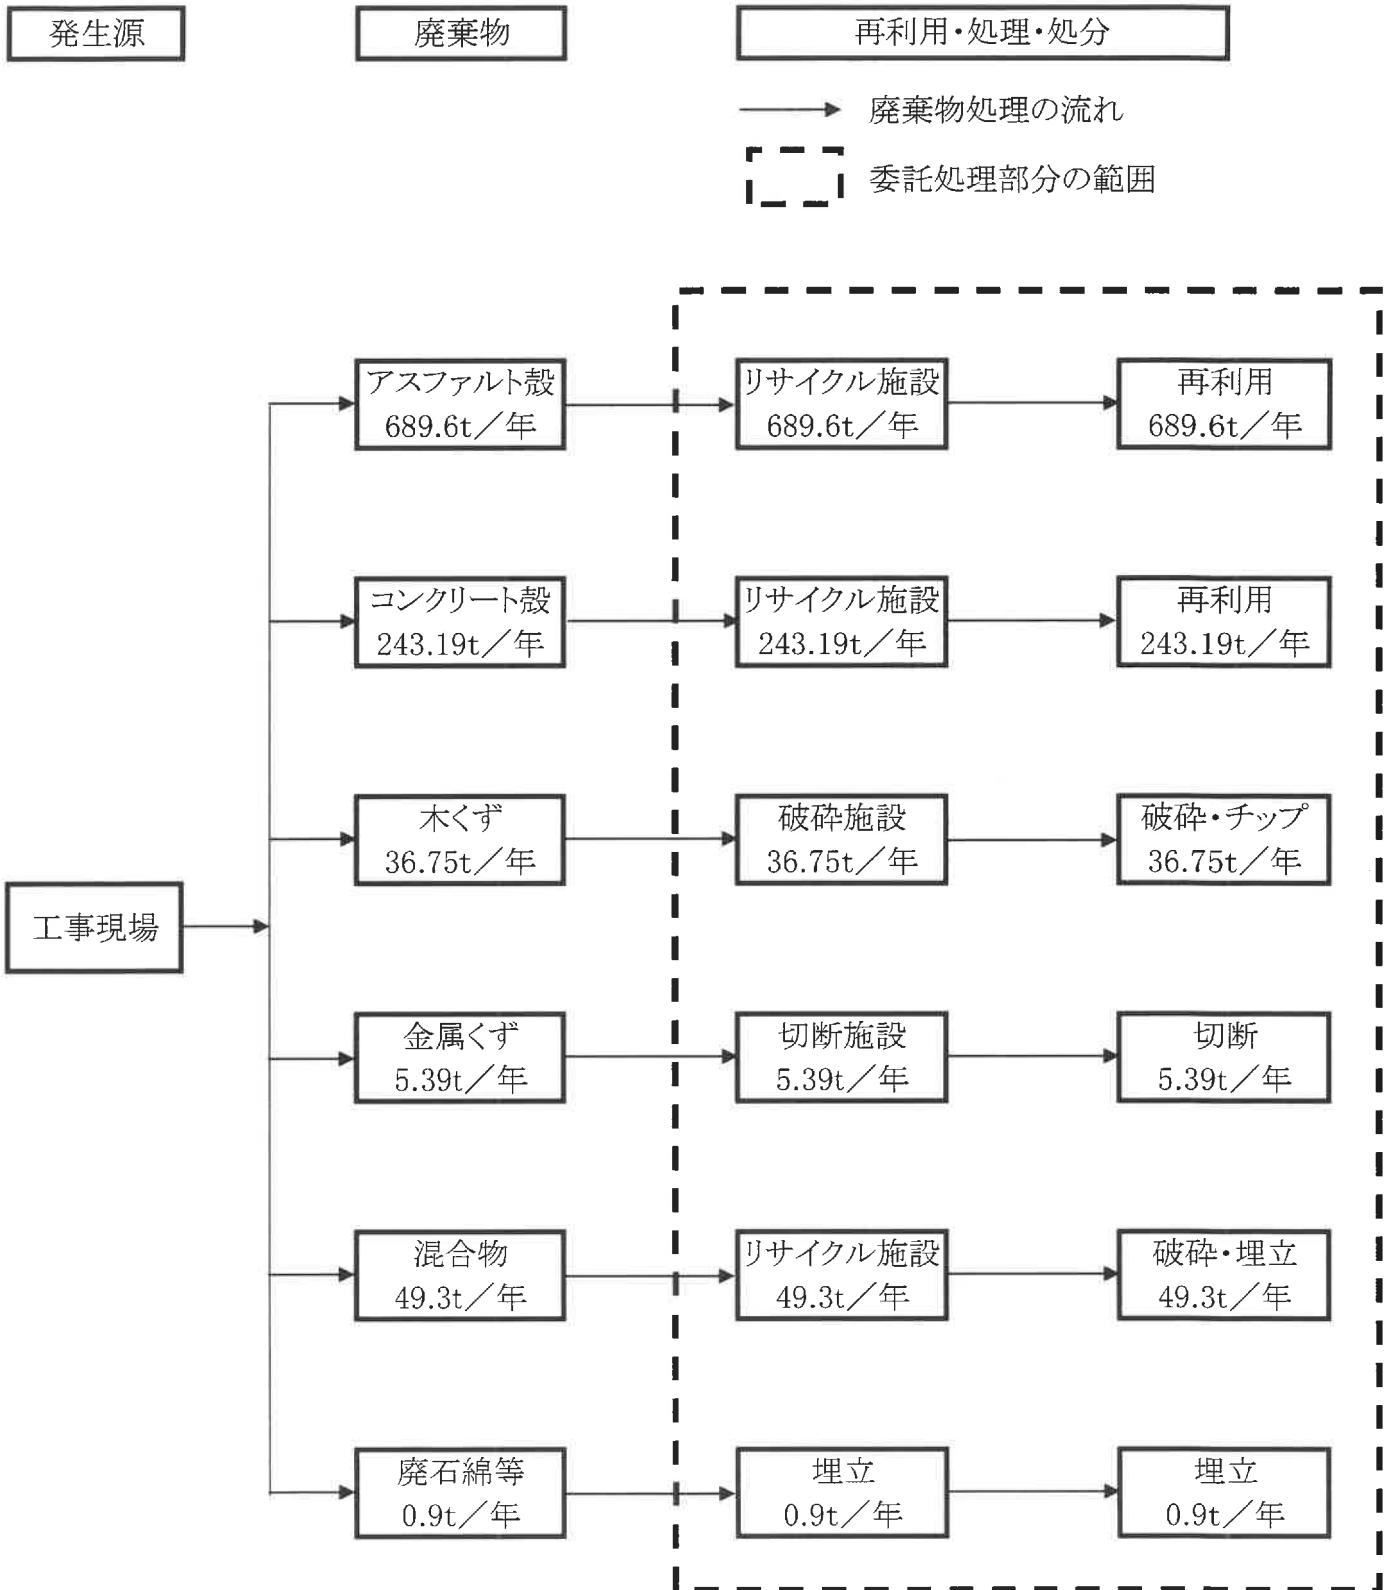 発生源
廃棄物
再利用・処理・処分
廃棄物処理の流れ
委託処理部分の範囲
アスファルト殻
689.6t／年
リサイクル施設
689.6t／年
再利用
689.6t／年
コンクリート殻
243.19t／年
リサイクル施設
243.19t／年
再利用
243.19t／年
木くず
36.75t／年
破砕施設
36.75t／年
破砕・チップ
36.75t／年
工事現場
金属くず
5.39t／年
切断施設
5.39t／年
切断
5.39t／年
混合物
49.3t／年
リサイクル施設
49.3t／年
破砕・埋立
49.3t／年
廃石綿等
0.9t／年
埋立
0.9t／年
埋立
0.9t／年